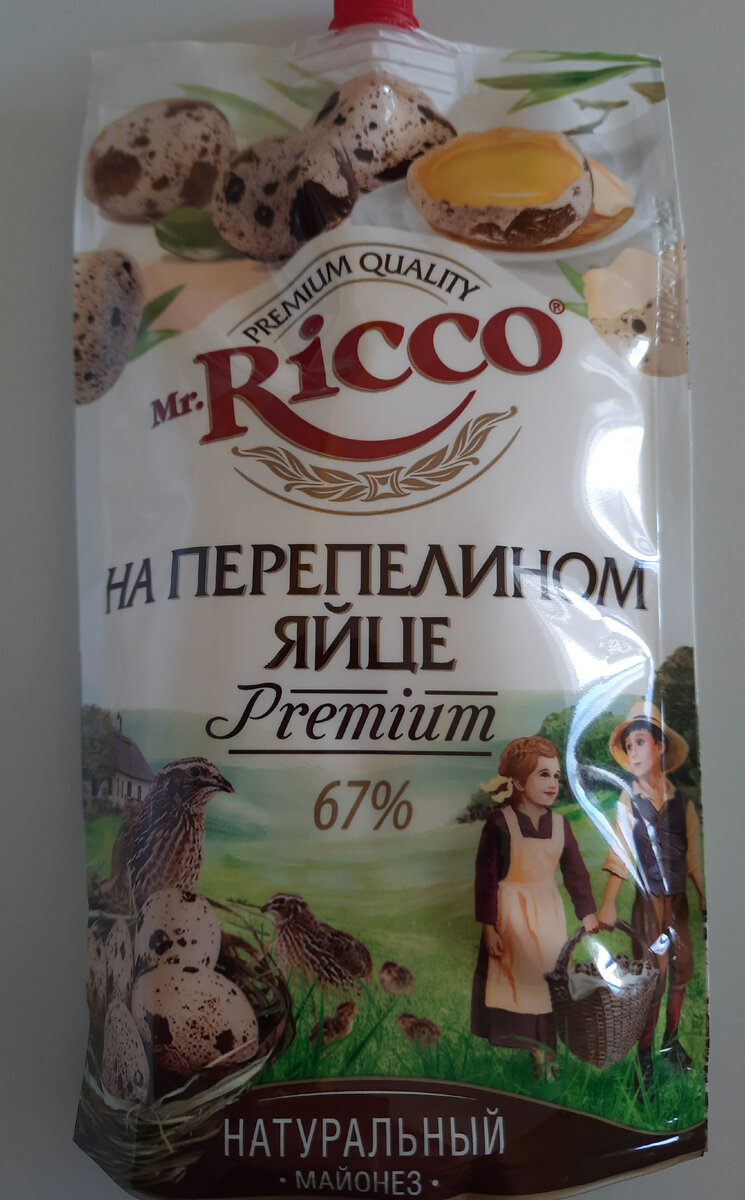 PREMIUM QUALITY
Mr. Ricco®
НА ПЕРЕПЕЛИНОМ
ЯЙЦЕ
Premium
67%
НАТУРАЛЬНЫЙ
• МАЙОНЕЗ •